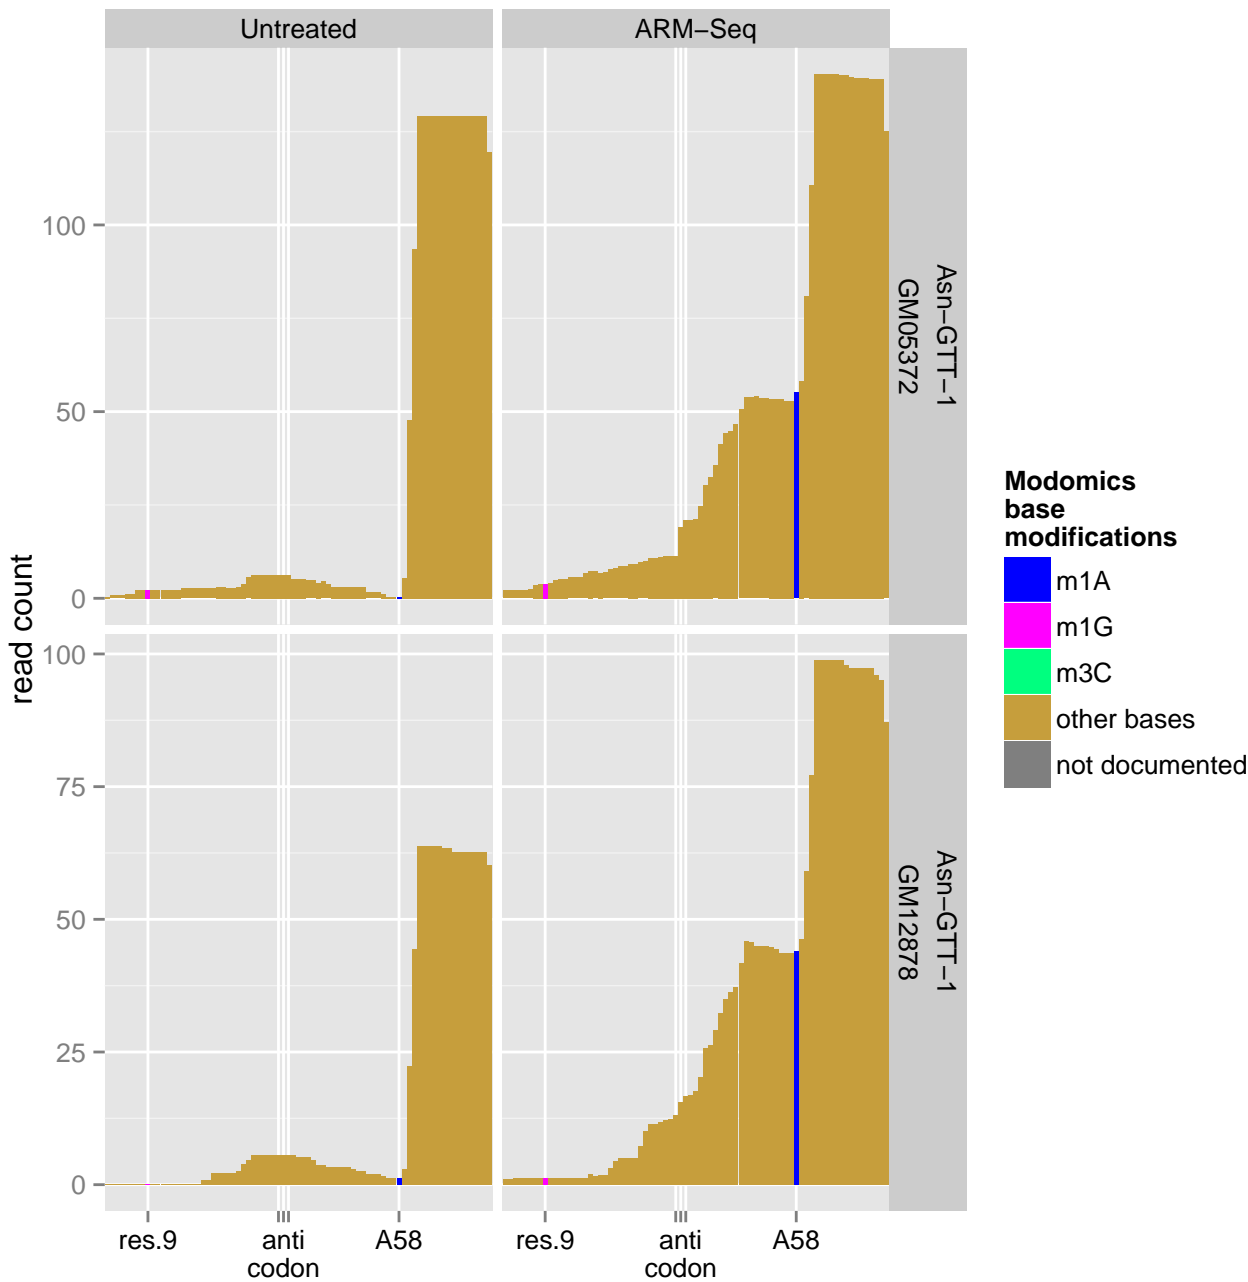 Untreated
ARM−Seq
100
50
0
Asn−GTT−1
GM05372
read count
100
75
50
25
0
Asn−GTT−1
GM12878
res.9
anti
codon
A58
res.9
anti
codon
A58
Modomics
base
modifications
m1A
m1G
m3C
other bases
not documented